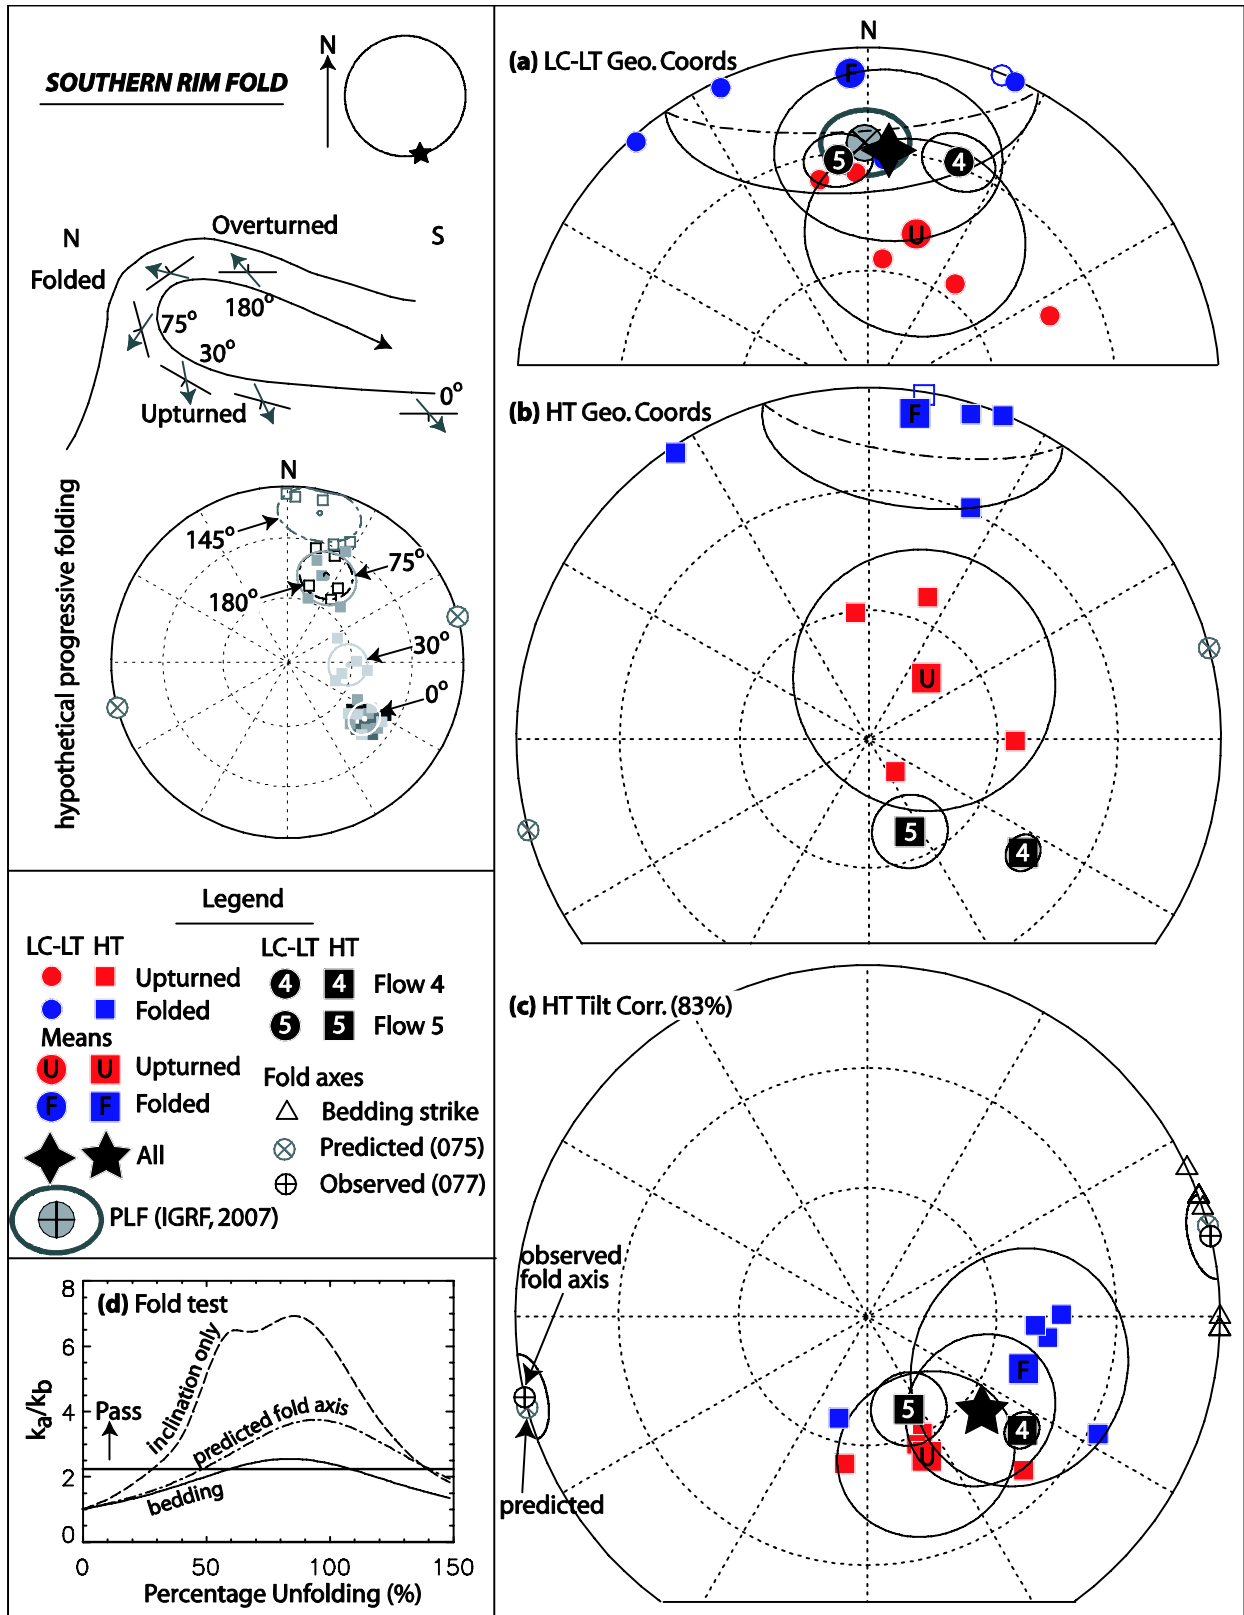 SOUTHERN RIM FOLD
N
N
Overturned
S
Folded
180°
75°
30°
0°
Upturned
hypothetical progressive folding
N
145°
75°
180°
30°
0°
Legend
LC-LT HT
LC-LT HT
Upturned
4 4 Flow 4
Folded
5 5 Flow 5
Means
U U Upturned
F F Folded
Fold axes
Bedding strike
All
Predicted (075)
Observed (077)
PLF (IGRF, 2007)
(d) Fold test
8
6
4
2
0
ka/kb
Pass
inclination only
predicted fold axis
bedding
0 50 100 150
Percentage Unfolding (%)
N
(a) LC-LT Geo. Coords
F
5
4
U
(b) HT Geo. Coords
F
U
5
4
(c) HT Tilt Corr. (83%)
observed
fold axis
F
5
4
U
predicted